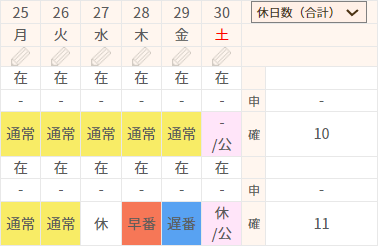 25 26 27 28 29 30 休日数（合計）
月 火 水 木 金 土
在 在 在 在 在 在
- - - - - - 申 -
通常 通常 通常 通常 通常 -/公 確 10
在 在 在 在 在 在
- - - - - - 申 -
通常 通常 休 早番 遅番 休/公 確 11